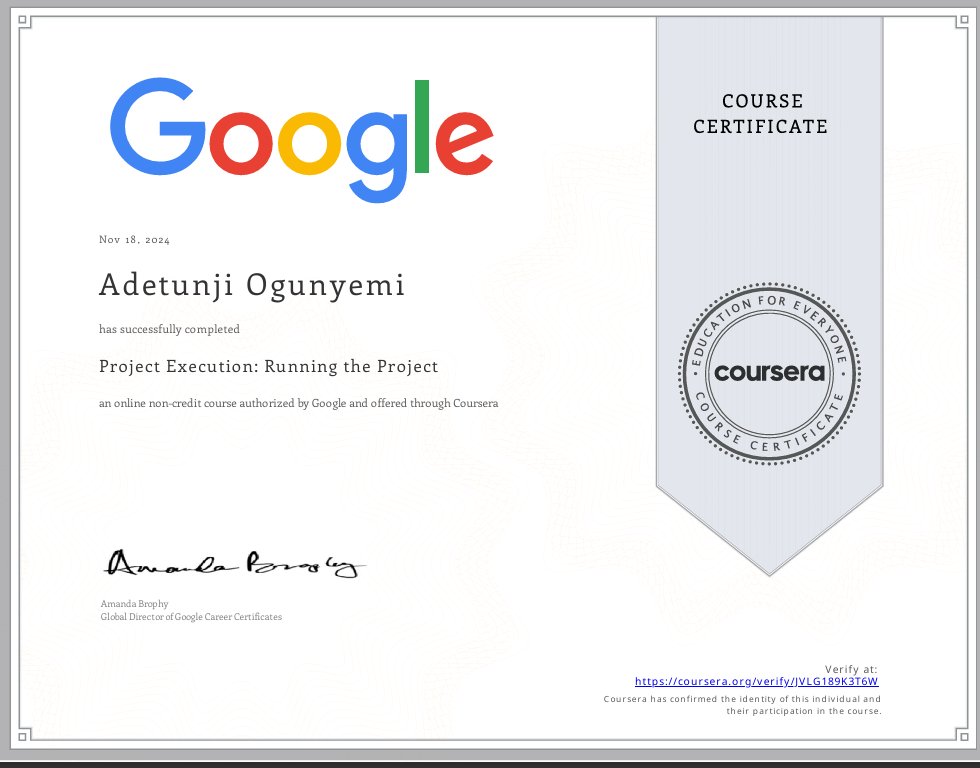 Google
COURSE
CERTIFICATE
Nov 18, 2024
Adetunji Ogunyemi
has successfully completed
Project Execution: Running the Project
an online non-credit course authorized by Google and offered through Coursera
EDUCATION FOR EVERYONE
coursera
COURSE CERTIFICATE
Amanda Brophy
Amanda Brophy
Global Director of Google Career Certificates
Verify at:
https://coursera.org/verify/JVLG189K3T6W
Coursera has confirmed the identity of this individual and
their participation in the course.